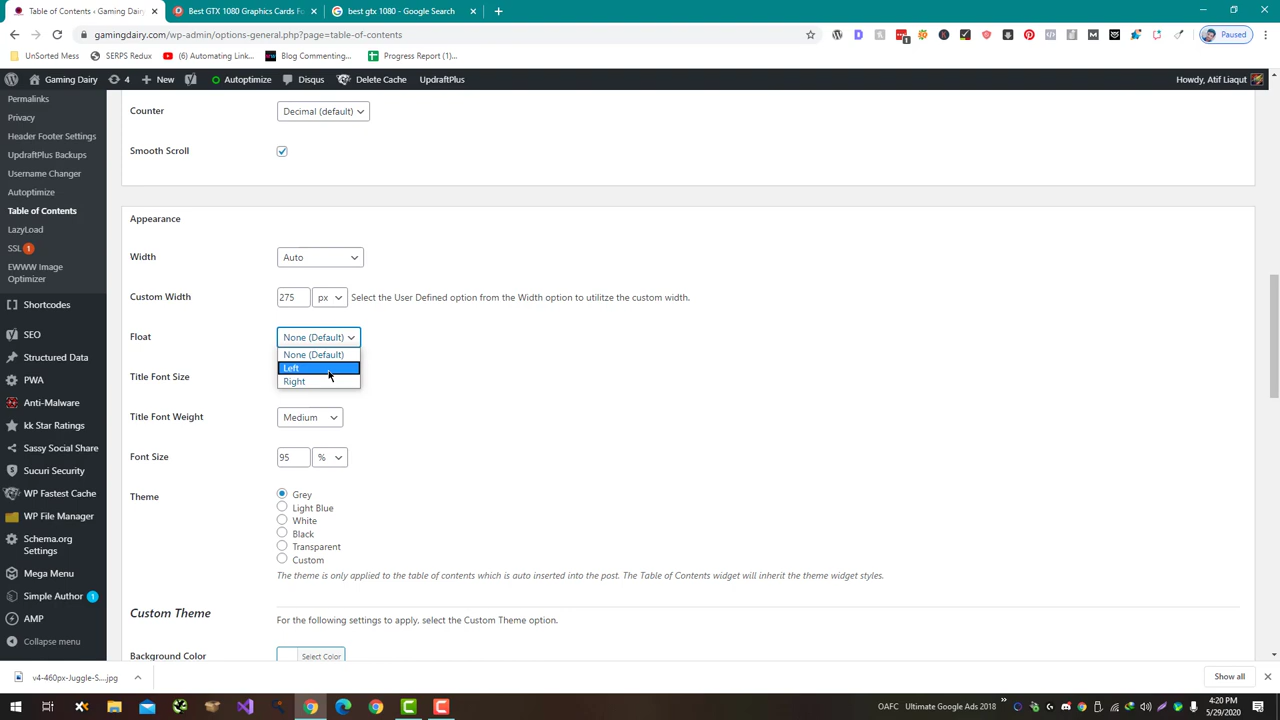 Table of Contents ‹ Gaming Dairy
Best GTX 1080 Graphics Cards Fo
best gtx 1080 - Google Search
gamingdairy.com/wp-admin/options-general.php?page=table-of-contents
Paused
UnSorted Mess
SERPS Redux
(6) Automating Link...
Blog Commenting...
Progress Report (1)...
Gaming Dairy
4
New
Autoptimize
Disqus
Delete Cache
UpdraftPlus
Howdy, Atif Liaqut
Permalinks
Privacy
Header Footer Settings
UpdraftPlus Backups
Username Changer
Autoptimize
Table of Contents
LazyLoad
SSL 1
EWWW Image
Optimizer
Shortcodes
SEO
Structured Data
PWA
Anti-Malware
kk Star Ratings
Sassy Social Share
Sucuri Security
WP Fastest Cache
WP File Manager
Schema.org
Settings
Mega Menu
Simple Author 1
AMP
Collapse menu
Counter
Decimal (default)
Smooth Scroll
Appearance
Width
Auto
Custom Width
275 px Select the User Defined option from the Width option to utilitze the custom width.
Float
None (Default)
None (Default)
Left
Right
Title Font Size
Title Font Weight
Medium
Font Size
95 %
Theme
Grey
Light Blue
White
Black
Transparent
Custom
The theme is only applied to the table of contents which is auto inserted into the post. The Table of Contents widget will inherit the theme widget styles.
Custom Theme
For the following settings to apply, select the Custom Theme option.
Background Color
Select Color
v4-460px-Juggle-S....jpg
Show all
OAFC
Ultimate Google Ads 2018
4:20 PM
5/29/2020